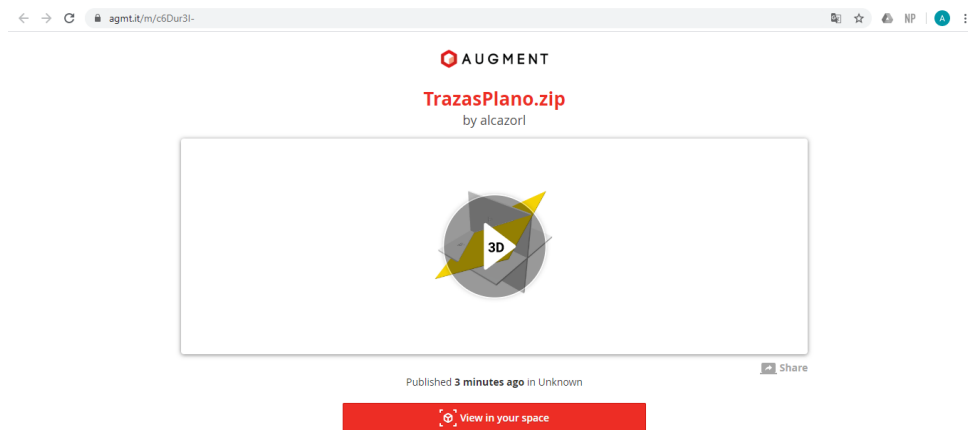 agmt.it/m/c6Dur3I-
NP
A
AUGMENT
TrazasPlano.zip
by alcazorl
3D
Share
Published 3 minutes ago in Unknown
View in your space